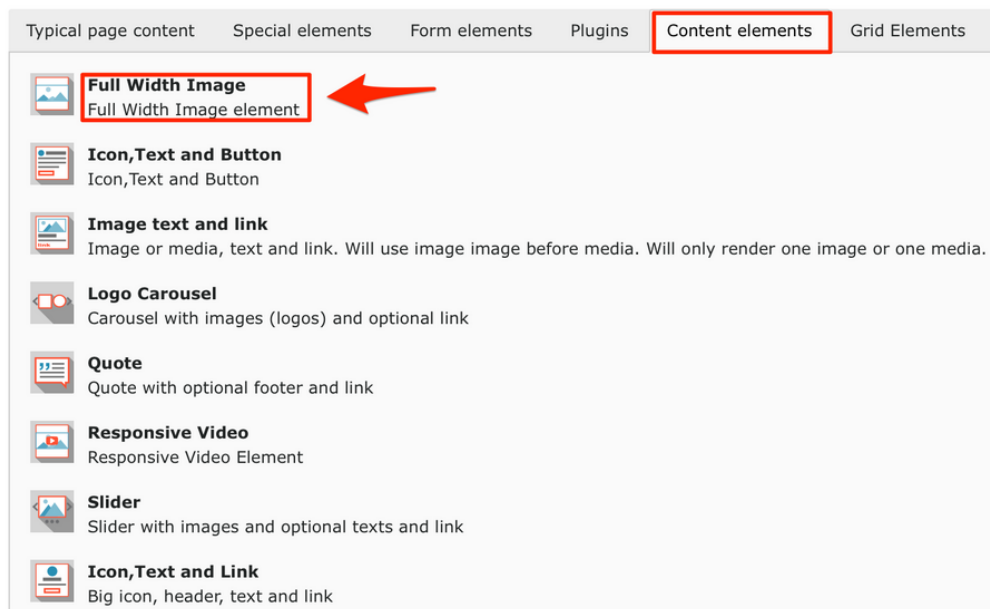 Typical page content Special elements Form elements Plugins Content elements Grid Elements
Full Width Image
Full Width Image element
Icon,Text and Button
Icon,Text and Button
Image text and link
Image or media, text and link. Will use image image before media. Will only render one image or one media.
Logo Carousel
Carousel with images (logos) and optional link
Quote
Quote with optional footer and link
Responsive Video
Responsive Video Element
Slider
Slider with images and optional texts and link
Icon,Text and Link
Big icon, header, text and link